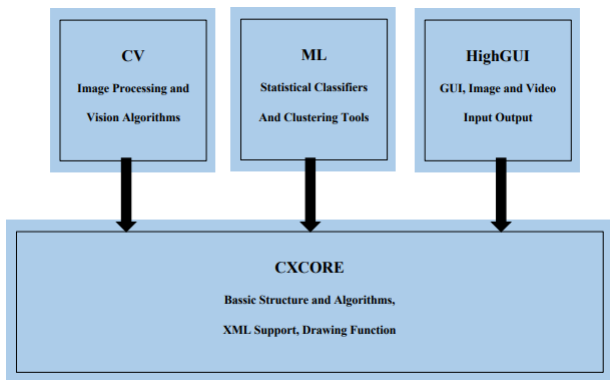 CV
Image Processing and
Vision Algorithms
ML
Statistical Classifiers
And Clustering Tools
HighGUI
GUI, Image and Video
Input Output
CXCORE
Bassic Structure and Algorithms,
XML Support, Drawing Function